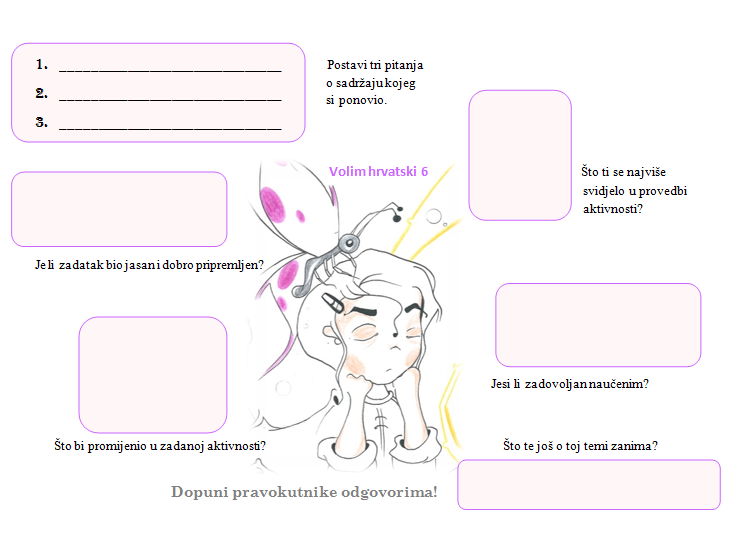 1. ______________________________
2. ______________________________
3. ______________________________
Postavi tri pitanja
o sadržaju kojeg
si ponovio.
Volim hrvatski 6
Što ti se najviše
svidjelo u provedbi
aktivnosti?
Je li zadatak bio jasan i dobro pripremljen?
Jesi li zadovoljan naučenim?
Što bi promijenio u zadanoj aktivnosti?
Što te još o toj temi zanima?
Dopuni pravokutnike odgovorima!